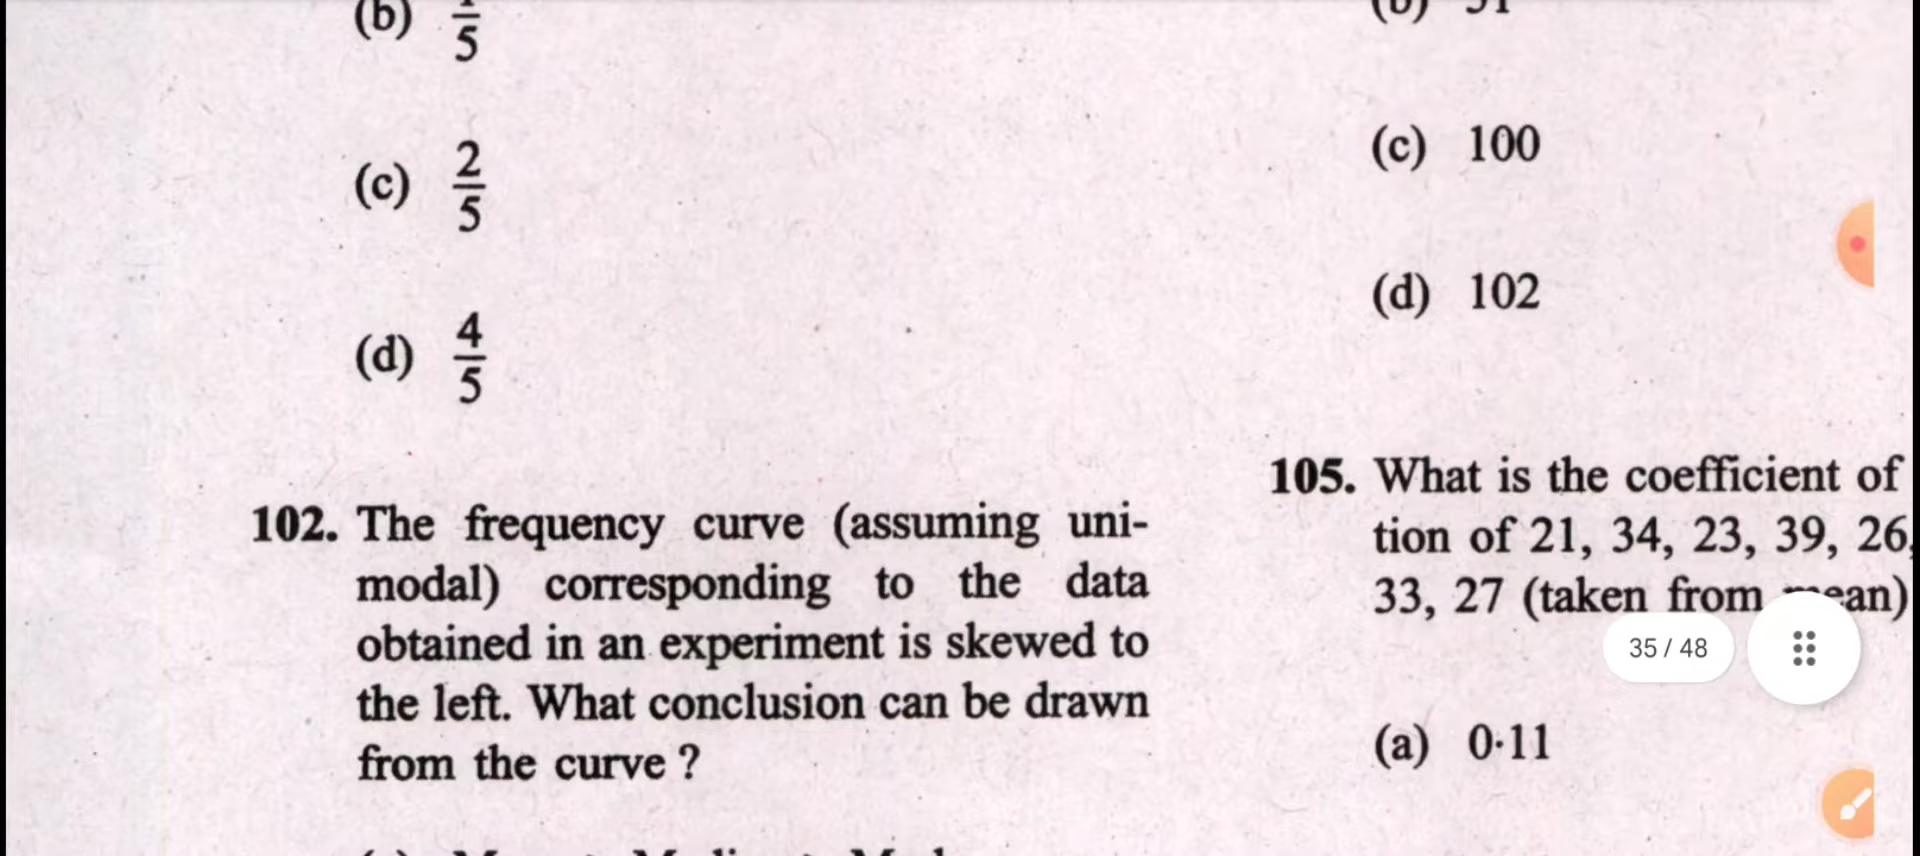 (b) 5
(c) 2/5
(d) 4/5
102. The frequency curve (assuming uni-
modal) corresponding to the data
obtained in an experiment is skewed to
the left. What conclusion can be drawn
from the curve ?
(c) 100
(d) 102
105. What is the coefficient of
tion of 21, 34, 23, 39, 26,
33, 27 (taken from mean)
35 / 48
(a) 0·11